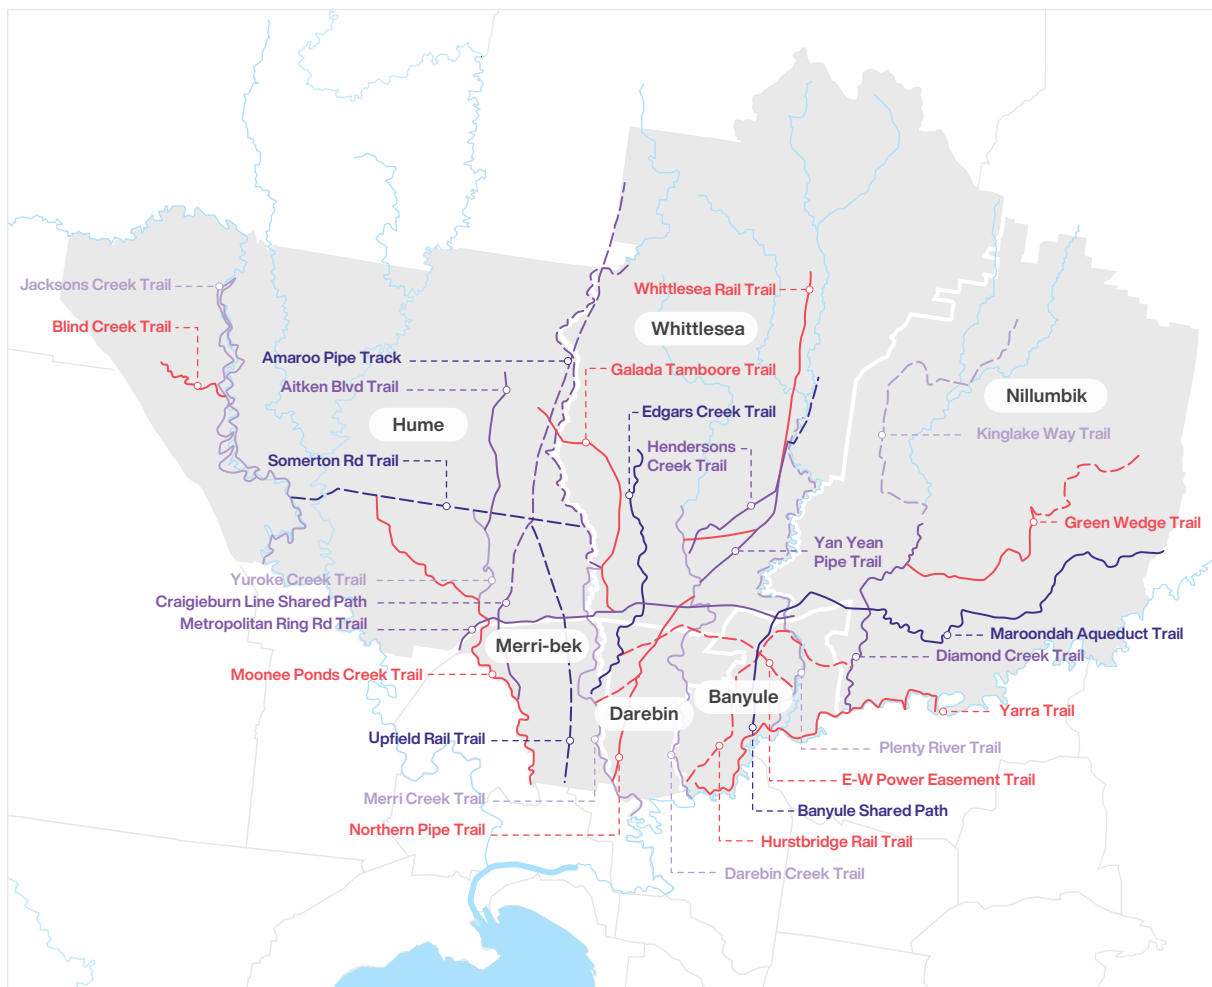 Jacksons Creek Trail
Whittlesea Rail Trail
Blind Creek Trail
Whittlesea
Amaroo Pipe Track
Galada Tamboore Trail
Aitken Blvd Trail
Nillumbik
Edgars Creek Trail
Hume
Kinglake Way Trail
Hendersons
Creek Trail
Somerton Rd Trail
Green Wedge Trail
Yan Yean
Pipe Trail
Yuroke Creek Trail
Craigieburn Line Shared Path
Metropolitan Ring Rd Trail
Maroondah Aqueduct Trail
Merri-bek
Diamond Creek Trail
Moonee Ponds Creek Trail
Banyule
Darebin
Yarra Trail
Upfield Rail Trail
Plenty River Trail
E-W Power Easement Trail
Merri Creek Trail
Banyule Shared Path
Northern Pipe Trail
Hurstbridge Rail Trail
Darebin Creek Trail